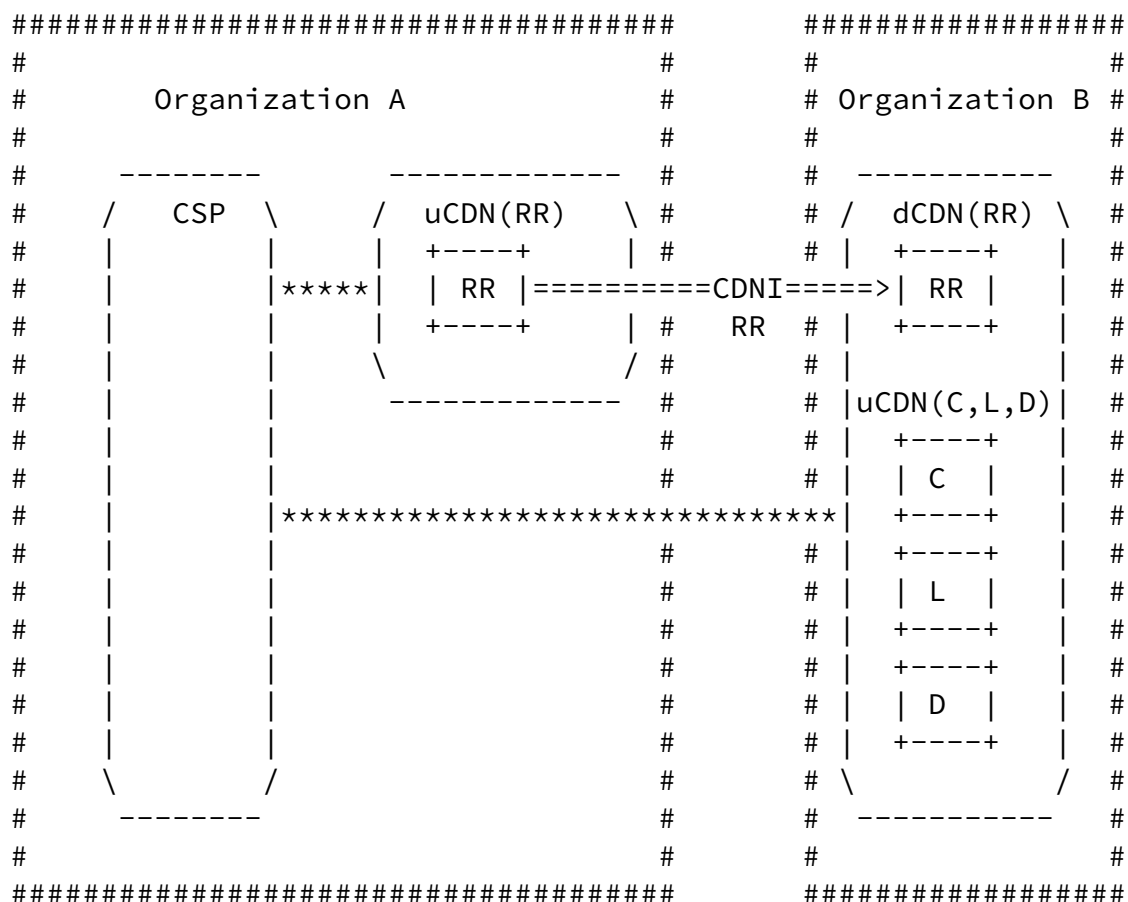 #####################################       ##################
#                                   #       #                #
#       Organization A              #       # Organization B #
#                                   #       #                #
#     --------       -------------  #       #  -----------   #
#    /   CSP  \     /  uCDN(RR)   \ #       # /  dCDN(RR) \  #
#    |        |     |  +----+     | #       # |  +----+   |  #
#    |        |*****|  | RR |==========CDNI=====>| RR |   |  #
#    |        |     |  +----+     | #   RR  # |  +----+   |  #
#    |        |     \             / #       # |           |  #
#    |        |      -------------  #       # |uCDN(C,L,D)|  #
#    |        |                     #       # |  +----+   |  #
#    |        |                     #       # |  | C  |   |  #
#    |        |*******************************|  +----+   |  #
#    |        |                     #       # |  +----+   |  #
#    |        |                     #       # |  | L  |   |  #
#    |        |                     #       # |  +----+   |  #
#    |        |                     #       # |  +----+   |  #
#    |        |                     #       # |  | D  |   |  #
#    |        |                     #       # |  +----+   |  #
#    \        /                     #       # \           /  #
#     --------                      #       #  -----------   #
#                                   #       #                #
#####################################       ##################